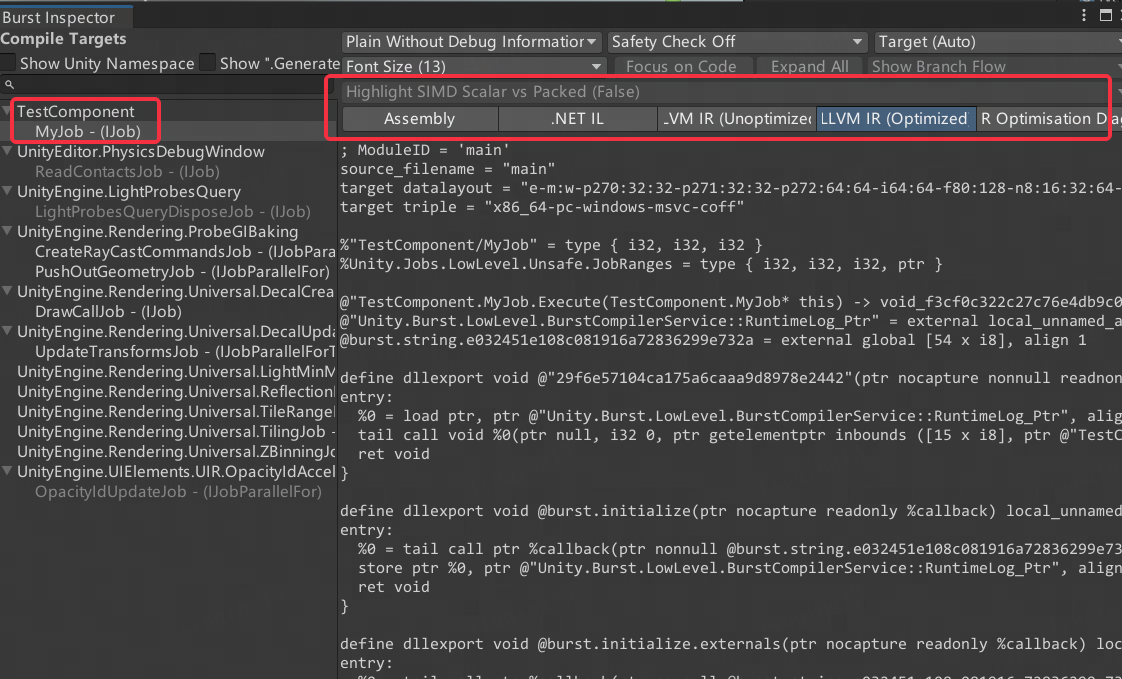 Burst Inspector
Compile Targets
Show Unity Namespace Show ".Generate
TestComponent
MyJob - (IJob)
UnityEditor.PhysicsDebugWindow
ReadContactsJob - (IJob)
UnityEngine.LightProbesQuery
LightProbesQueryDisposeJob - (IJob)
UnityEngine.Rendering.ProbeGIBaking
CreateRayCastCommandsJob - (IJobPara
PushOutGeometryJob - (IJobParallelFor)
UnityEngine.Rendering.Universal.DecalCrea
DrawCallJob - (IJob)
UnityEngine.Rendering.Universal.DecalUpda
UpdateTransformsJob - (IJobParallelForT
UnityEngine.Rendering.Universal.LightMinM
UnityEngine.Rendering.Universal.Reflection
UnityEngine.Rendering.Universal.TileRange
UnityEngine.Rendering.Universal.TilingJob -
UnityEngine.Rendering.Universal.ZBinningJo
UnityEngine.UIElements.UIR.OpacityIdAccel
OpacityIdUpdateJob - (IJobParallelFor)
Plain Without Debug Information Safety Check Off Target (Auto)
Font Size (13) Focus on Code Expand All Show Branch Flow
Highlight SIMD Scalar vs Packed (False)
Assembly .NET IL LVM IR (Unoptimized LLVM IR (Optimized) R Optimisation Diag
; ModuleID = 'main'
source_filename = "main"
target datalayout = "e-m:w-p270:32:32-p271:32:32-p272:64:64-i64:64-f80:128-n8:16:32:64-
target triple = "x86_64-pc-windows-msvc-coff"
%"TestComponent/MyJob" = type { i32, i32, i32 }
%Unity.Jobs.LowLevel.Unsafe.JobRanges = type { i32, i32, i32, ptr }
@"TestComponent.MyJob.Execute(TestComponent.MyJob* this) -> void_f3cf0c322c27c76e4db9c0
@"Unity.Burst.LowLevel.BurstCompilerService::RuntimeLog_Ptr" = external local_unnamed_a
@burst.string.e032451e108c081916a72836299e732a = external global [54 x i8], align 1
define dllexport void @"29f6e57104ca175a6caaa9d8978e2442"(ptr nocapture nonnull readnon
entry:
%0 = load ptr, ptr @"Unity.Burst.LowLevel.BurstCompilerService::RuntimeLog_Ptr", alig
tail call void %0(ptr null, i32 0, ptr getelementptr inbounds ([15 x i8], ptr @"TestC
ret void
}
define dllexport void @burst.initialize(ptr nocapture readonly %callback) local_unnamed
entry:
%0 = tail call ptr %callback(ptr nonnull @burst.string.e032451e108c081916a72836299e73
store ptr %0, ptr @"Unity.Burst.LowLevel.BurstCompilerService::RuntimeLog_Ptr", align
ret void
}
define dllexport void @burst.initialize.externals(ptr nocapture readonly %callback) loc
entry: